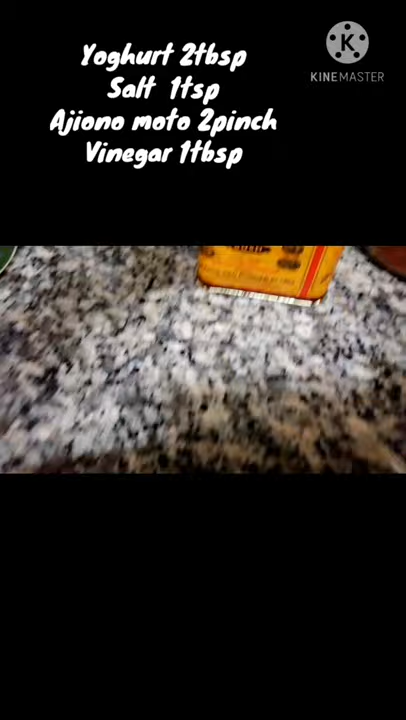 Yoghurt 2tbsp
Salt 1tsp
Ajiono moto 2pinch
Vinegar 1tbsp
KINEMASTER